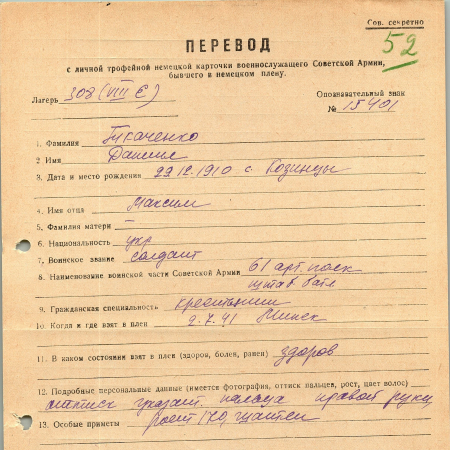 Сов. секретно
52
ПЕРЕВОД
с личной трофейной немецкой карточки военнослужащего Советской Армии,
бывшего в немецком плену.
Лагерь 308 (VIII E)
Опознавательный знак
№ 15401
1. Фамилия Ткаченко
2 Имя Даниил
3. Дата и место рождения 22 12. 1910 с. Козинцы
4. Имя отца Максим
5. Фамилия матери —
6. Национальность укр
7. Воинское звание солдат
8. Наименование воинской части Советской Армии 61 арт. полк
штаб. бат.
9. Гражданская специальность крестьянин
10. Когда и где взят в плен 2.7.41 Минск
11. В каком состоянии взят в плен (здоров, болен, ранен) здоров
12. Подробные персональные данные (имеется фотография, оттиск пальцев, рост, цвет волос)
оттиск указат. пальца правой руки,
13. Особые приметы рост 170,